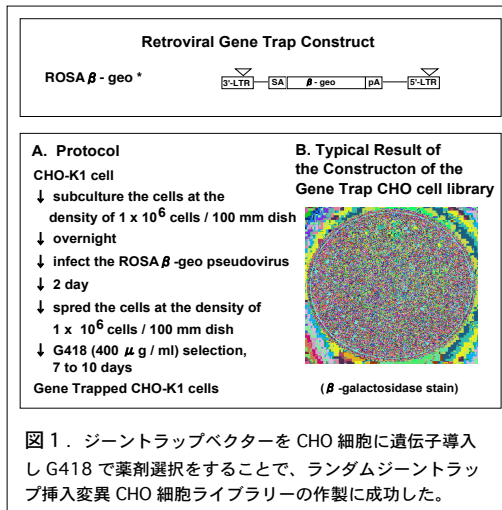 Retroviral Gene Trap Construct
ROSA β - geo *
3'-LTR SA β - geo pA 5'-LTR
A. Protocol
CHO-K1 cell
↓ subculture the cells at the
density of 1 x 10⁶ cells / 100 mm dish
↓ overnight
↓ infect the ROSA β -geo pseudovirus
↓ 2 day
↓ spred the cells at the density of
1 x 10⁶ cells / 100 mm dish
↓ G418 (400 μ g / ml) selection,
7 to 10 days
Gene Trapped CHO-K1 cells
B. Typical Result of
the Constructon of the
Gene Trap CHO cell library
( β -galactosidase stain)
図 1 . ジーントラップベクターを CHO 細胞に遺伝子導入
し G418 で薬剤選択をすることで、ランダムジーントラッ
プ挿入変異 CHO 細胞ライブラリーの作製に成功した。